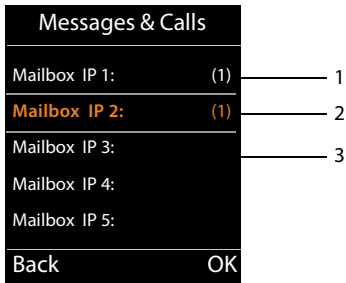 Messages & Calls
Mailbox IP 1: (1) 1
Mailbox IP 2: (1) 2
Mailbox IP 3: 3
Mailbox IP 4:
Mailbox IP 5:
Back OK